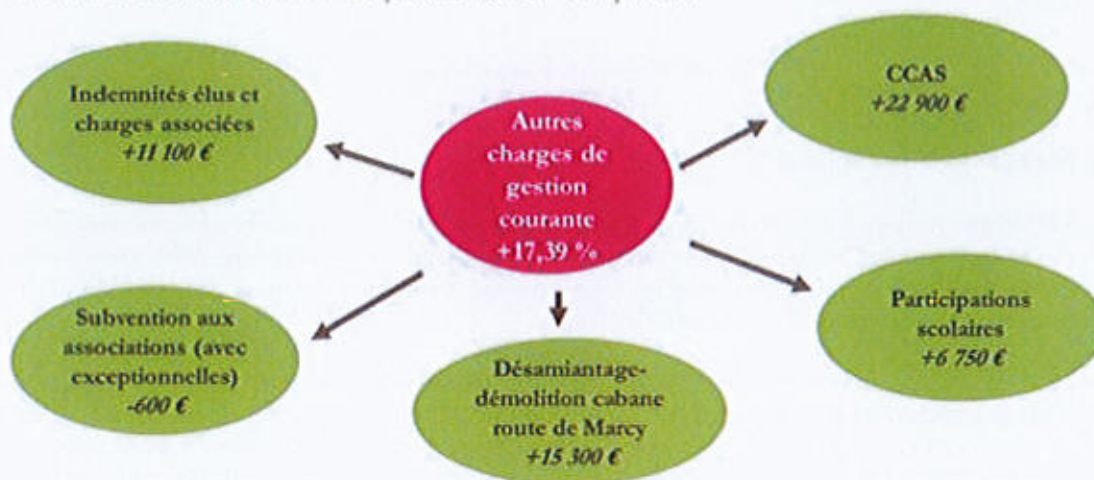 Indemnités élus et
charges associées
+11 100 €
Autres
charges de
gestion
courante
+17,39 %
CCAS
+22 900 €
Subvention aux
associations (avec
exceptionnelles)
-600 €
Désamiantage-
démolition cabane
route de Marcy
+15 300 €
Participations
scolaires
+6 750 €